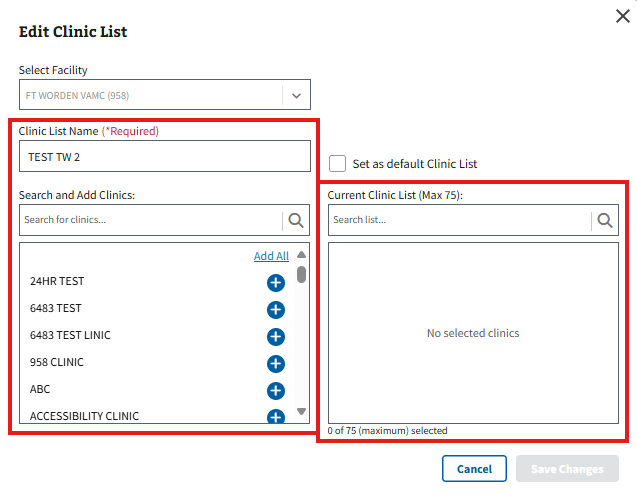 Edit Clinic List
Select Facility
FT WORDEN VAMC (958)
Clinic List Name (*Required)
TEST TW 2
Set as default Clinic List
Search and Add Clinics:
Search for clinics...
Add All
24HR TEST
6483 TEST
6483 TEST LINIC
958 CLINIC
ABC
ACCESSIBILITY CLINIC
Current Clinic List (Max 75):
Search list...
No selected clinics
0 of 75 (maximum) selected
Cancel
Save Changes